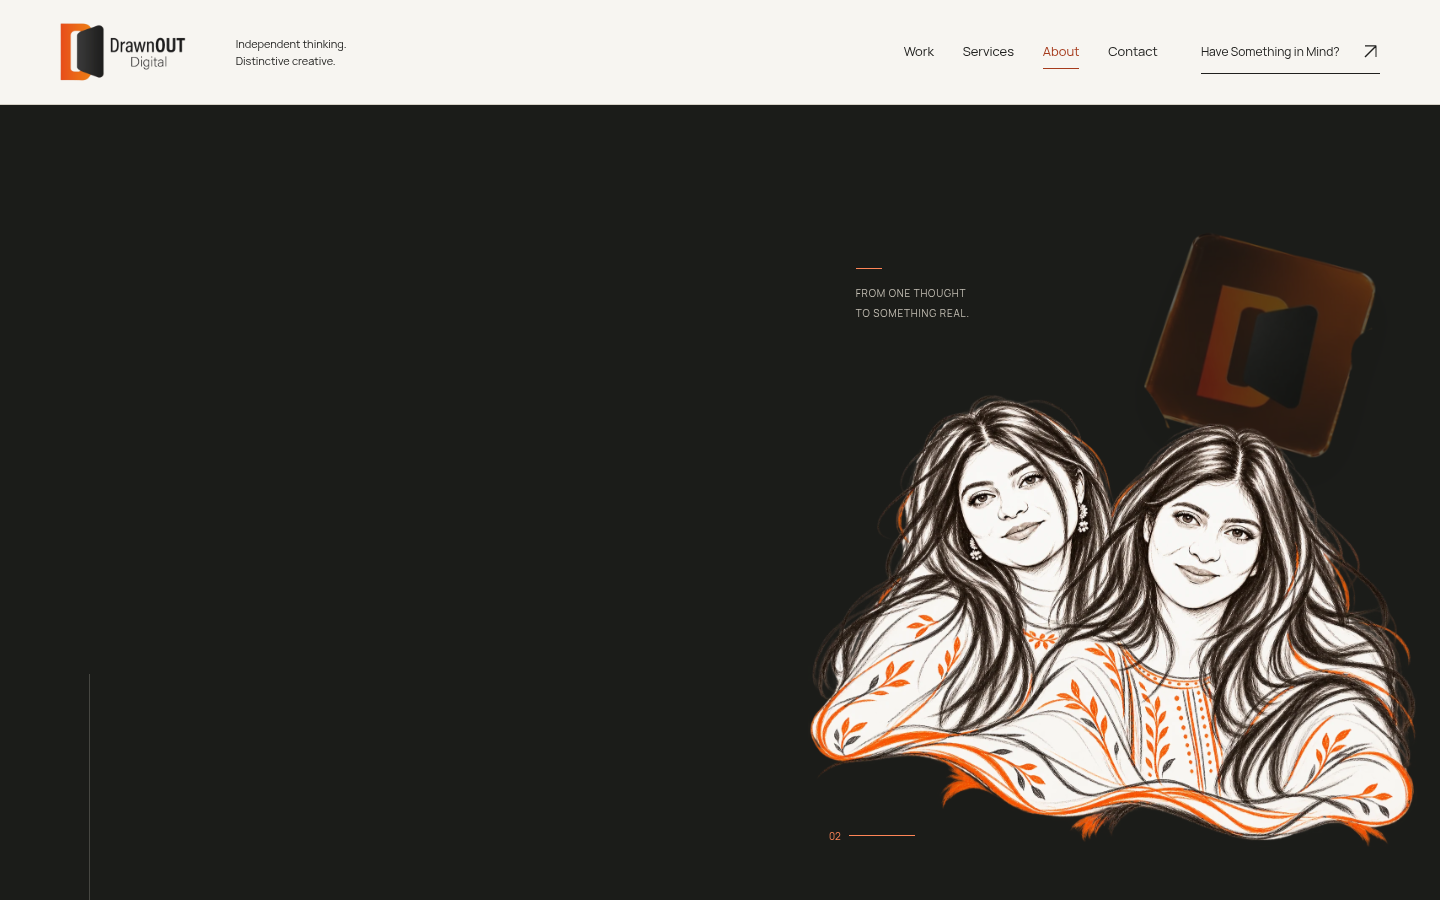 DrawnOUT
Digital
Independent thinking.
Distinctive creative.
Work
Services
About
Contact
Have Something in Mind?
FROM ONE THOUGHT
TO SOMETHING REAL.
02